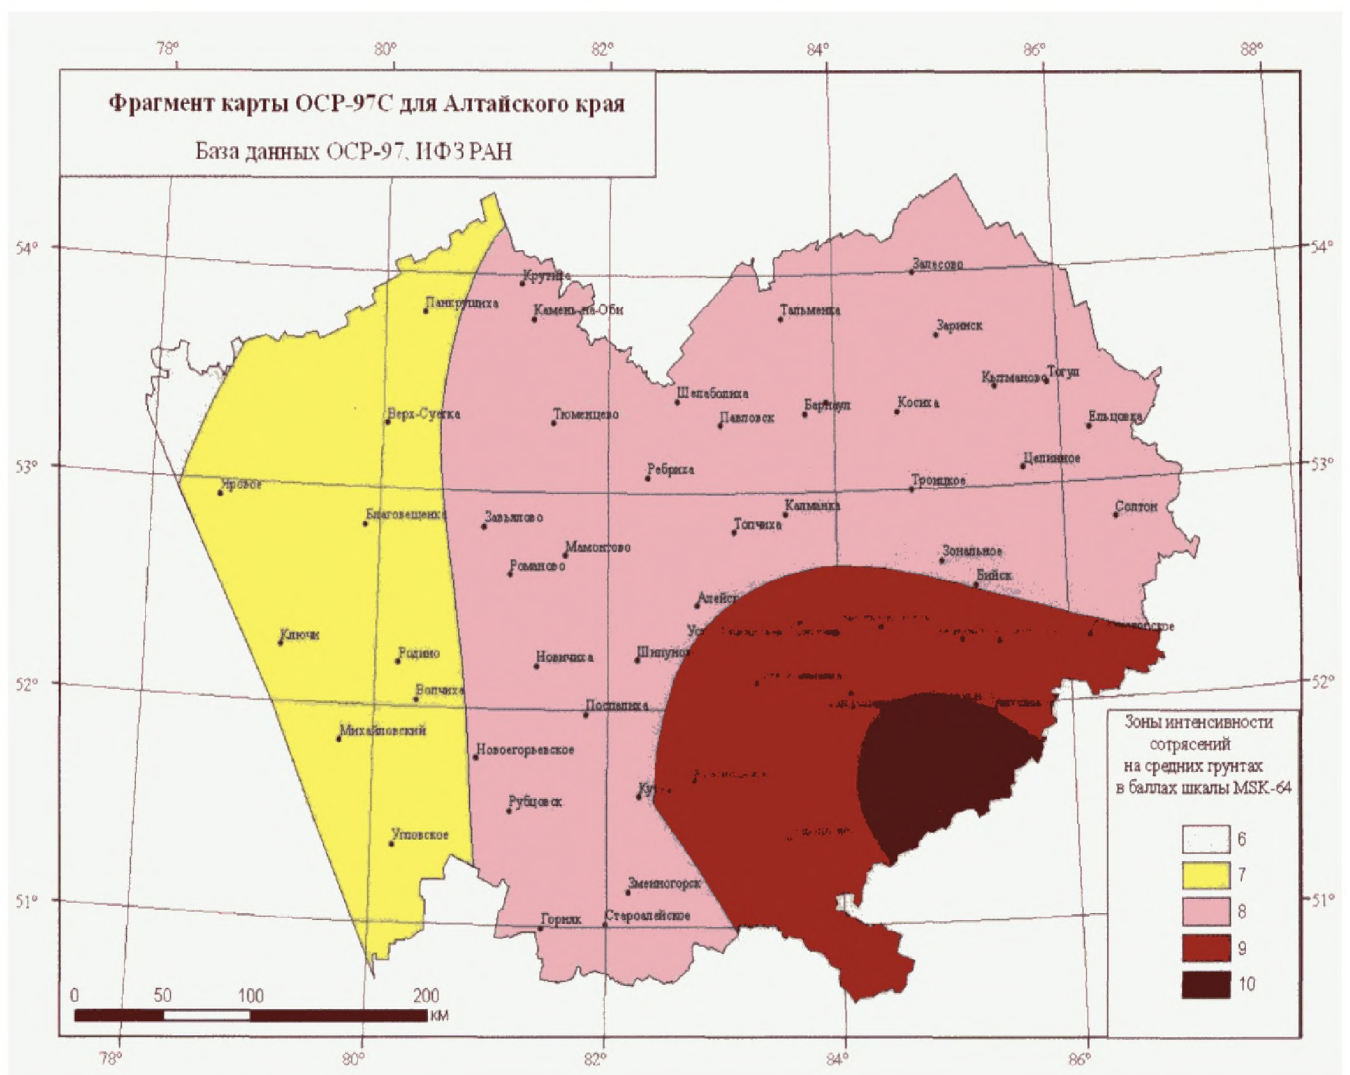 78° 80° 82° 84° 86° 88°
Фрагмент карты ОСР-97С для Алтайского края
База данных ОСР-97, ИФЗ РАН
54° 54°
Залесово
Крутиха
Панкрушиха
Камень-на-Оби
Тальменка
Заринск
Кытманово
Тогул
Шелаболиха
Барнаул
Косиха
Верх-Суетка
Тюменцево
Павловск
Ельцовка
53° 53°
Целинное
Ребриха
Троицкое
Яровое
Калманка
Солтон
Благовещенка
Завьялово
Топчиха
Мамонтово
Зональное
Романово
Бийск
Алейск
Ключи
Родино
Новичиха
Шипуново
52° 52°
Волчиха
Поспелиха
Михайловский
Новоегорьевское
Рубцовск
Угловское
Змеиногорск
51° 51°
Горняк
Староалейское
Зоны интенсивности
сотрясений
на средних грунтах
в баллах шкалы MSK-64
6
7
8
9
10
0 50 100 200
км
78° 80° 82° 84° 86°